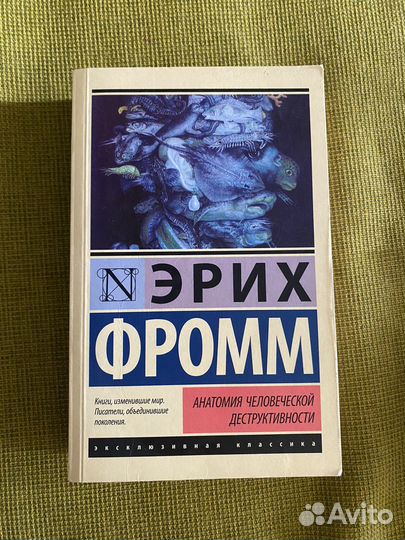 N
ЭРИХ
ФРОММ
Книги, изменившие мир.
Писатели, объединившие
поколения.
АНАТОМИЯ ЧЕЛОВЕЧЕСКОЙ
ДЕСТРУКТИВНОСТИ
эксклюзивная классика
Avito